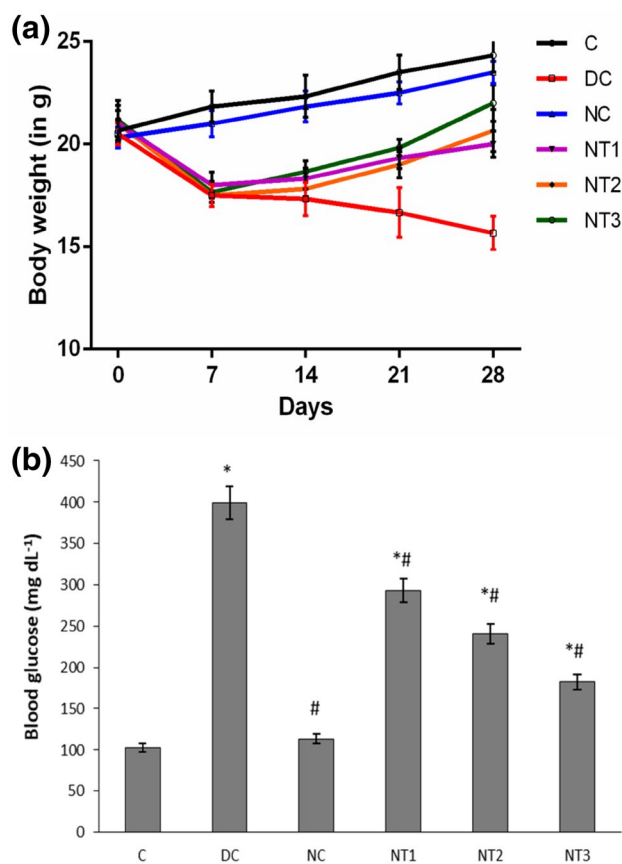 (a)
Body weight (in g)
25
20
15
10
0 7 14 21 28
Days
C
DC
NC
NT1
NT2
NT3
(b)
Blood glucose (mg dL⁻¹)
450
400
350
300
250
200
150
100
50
0
*
#
*#
*#
*#
C DC NC NT1 NT2 NT3